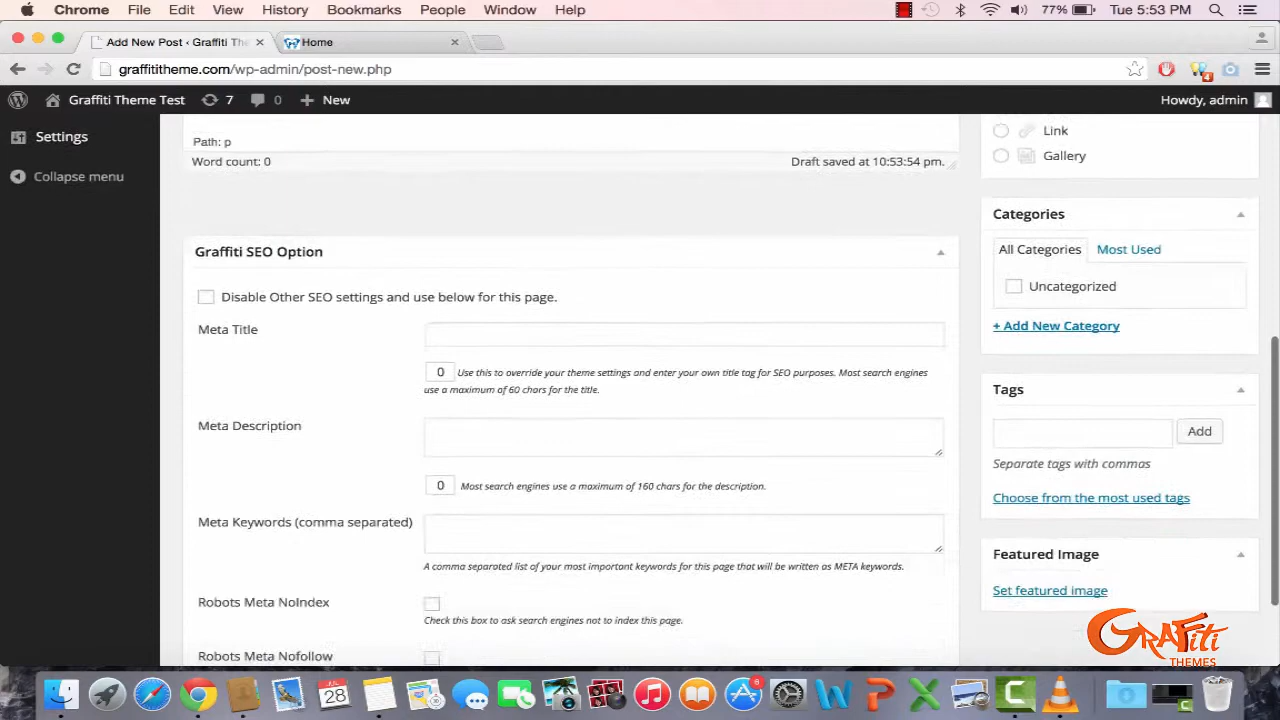 Chrome File Edit View History Bookmarks People Window Help 77% Tue 5:53 PM
Add New Post ‹ Graffiti The Home
graffititheme.com/wp-admin/post-new.php 4
Graffiti Theme Test 7 0 New Howdy, admin
Settings
Collapse menu
Path: p
Word count: 0 Draft saved at 10:53:54 pm.
Graffiti SEO Option
Disable Other SEO settings and use below for this page.
Meta Title
0 Use this to override your theme settings and enter your own title tag for SEO purposes. Most search engines
use a maximum of 60 chars for the title.
Meta Description
0 Most search engines use a maximum of 160 chars for the description.
Meta Keywords (comma separated)
A comma separated list of your most important keywords for this page that will be written as META keywords.
Robots Meta NoIndex
Check this box to ask search engines not to index this page.
Robots Meta Nofollow
Link
Gallery
Categories
All Categories Most Used
Uncategorized
+ Add New Category
Tags
Add
Separate tags with commas
Choose from the most used tags
Featured Image
Set featured image
GRAFFITI
THEMES
JUL
28
8